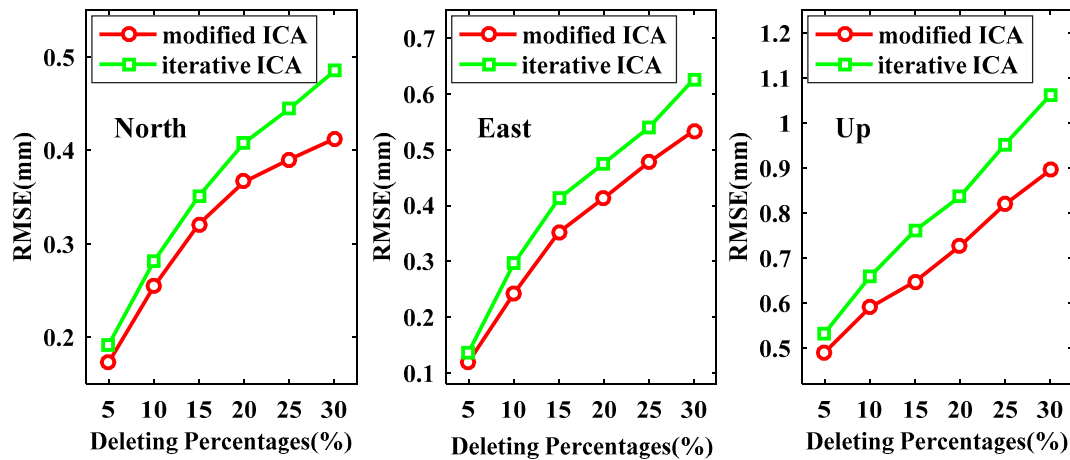 modified ICA
iterative ICA
North
RMSE(mm)
0.5
0.4
0.3
0.2
5 10 15 20 25 30
Deleting Percentages(%)
modified ICA
iterative ICA
East
RMSE(mm)
0.7
0.6
0.5
0.4
0.3
0.2
0.1
5 10 15 20 25 30
Deleting Percentages(%)
modified ICA
iterative ICA
Up
RMSE(mm)
1.2
1.1
1
0.9
0.8
0.7
0.6
0.5
5 10 15 20 25 30
Deleting Percentages(%)